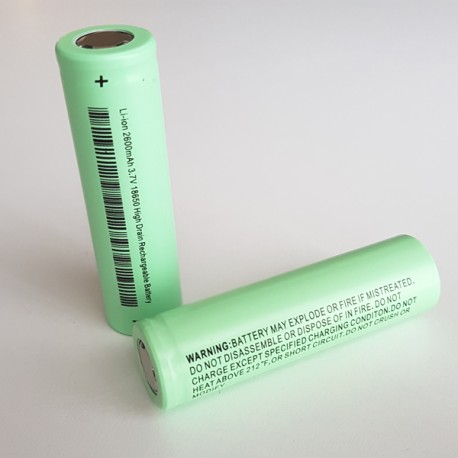 +
Li-ion 2600mAh 3.7V 18650 High Drain Rechargeable Battery
WARNING:BATTERY MAY EXPLODE OR FIRE IF MISTREATED.
DO NOT DISASSEMBLE OR DISPOSE OF IN FIRE. DO NOT
CHARGE EXCEPT SPECIFIED CHARGING CONDITON.DO NOT
HEAT ABOVE 212°F,OR SHORT CIRCUIT.DO NOT CRUSH OR
MODIFY